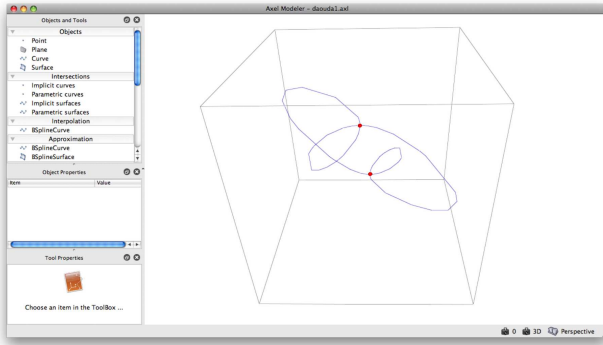 Axel Modeler - daouda1.axl
Objects and Tools
Objects
Point
Plane
Curve
Surface
Intersections
Implicit curves
Parametric curves
Implicit surfaces
Parametric surfaces
Interpolation
BSplineCurve
Approximation
BSplineCurve
BSplineSurface
Object Properties
Item Value
Tool Properties
Choose an item in the ToolBox ...
0 3D Perspective